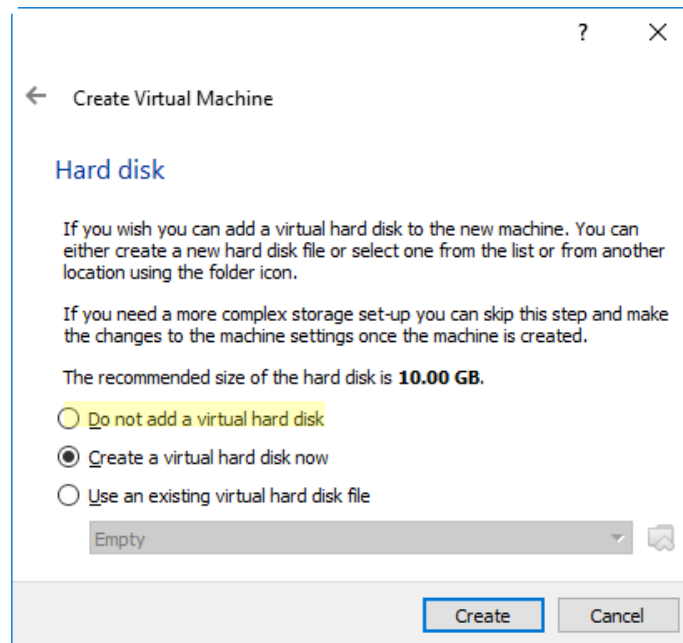 ?
Create Virtual Machine
Hard disk
If you wish you can add a virtual hard disk to the new machine. You can
either create a new hard disk file or select one from the list or from another
location using the folder icon.
If you need a more complex storage set-up you can skip this step and make
the changes to the machine settings once the machine is created.
The recommended size of the hard disk is 10.00 GB.
Do not add a virtual hard disk
Create a virtual hard disk now
Use an existing virtual hard disk file
Empty
Create Cancel